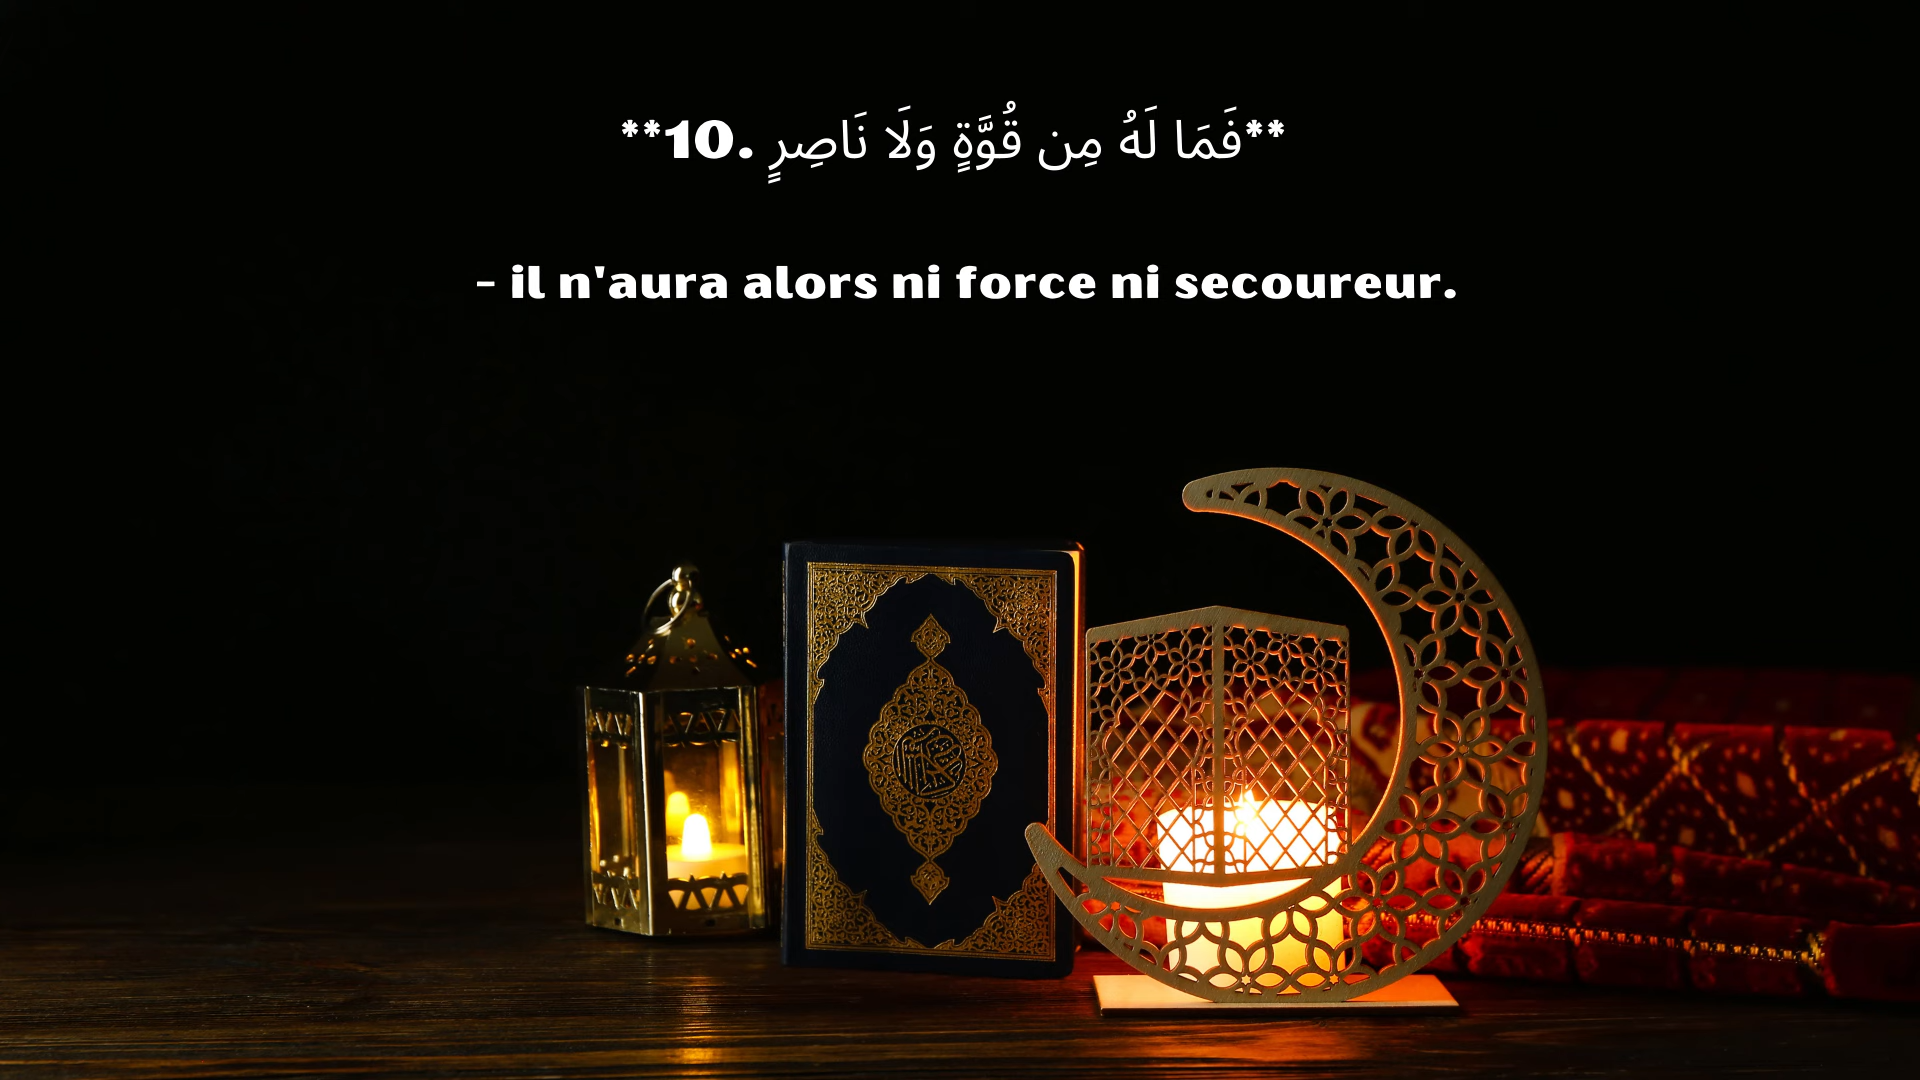 **10. فَمَا لَهُ مِن قُوَّةٍ وَلَا نَاصِرٍ**
- il n'aura alors ni force ni secoureur.